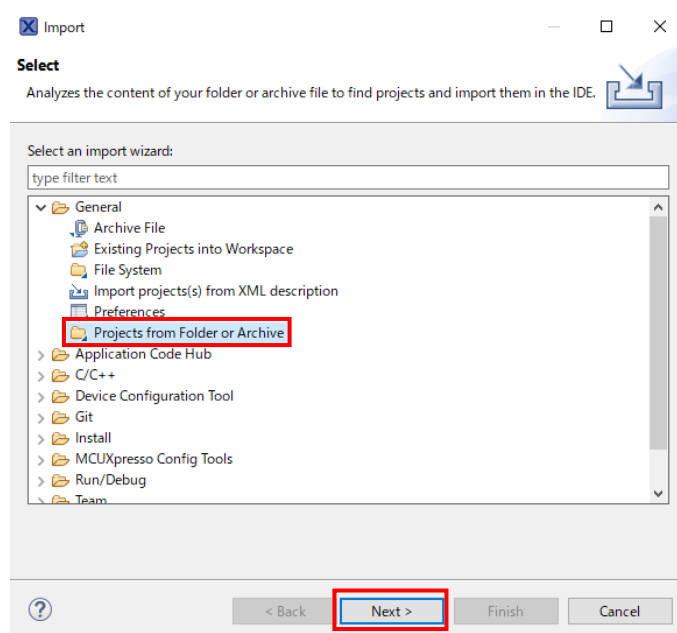 Import
Select
Analyzes the content of your folder or archive file to find projects and import them in the IDE.
Select an import wizard:
type filter text
General
Archive File
Existing Projects into Workspace
File System
Import projects(s) from XML description
Preferences
Projects from Folder or Archive
Application Code Hub
C/C++
Device Configuration Tool
Git
Install
MCUXpresso Config Tools
Run/Debug
Team
? < Back Next > Finish Cancel